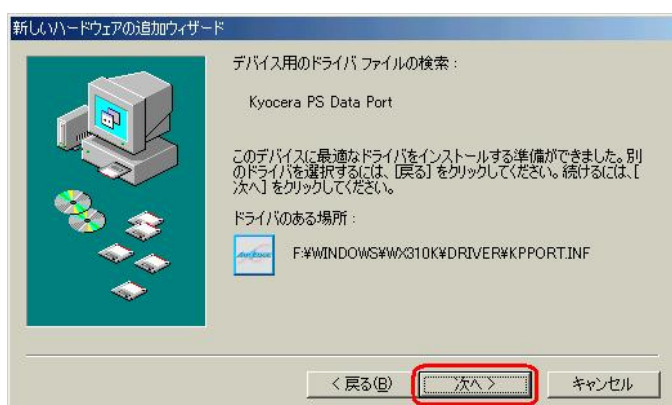 新しいハードウェアの追加ウィザード
デバイス用のドライバ ファイルの検索 :
Kyocera PS Data Port
このデバイスに最適なドライバをインストールする準備ができました。別
のドライバを選択するには、[戻る] をクリックしてください。続けるには、[
次へ] をクリックしてください。
ドライバのある場所 :
F:¥WINDOWS¥WX310K¥DRIVER¥KPPORT.INF
< 戻る(B)
次へ >
キャンセル